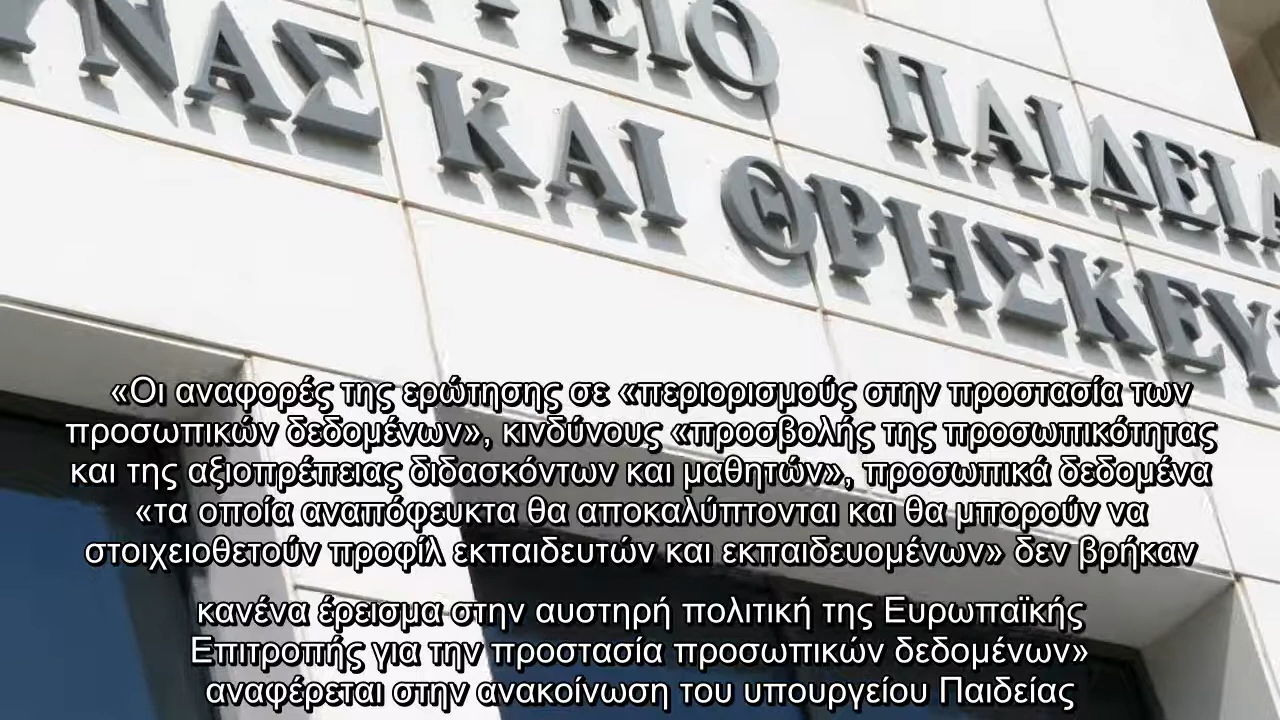 ΠΑΙΔΕΙΑ
ΚΑΙ
«Οι αναφορές της ερώτησης σε «περιορισμούς στην προστασία των
προσωπικών δεδομένων», κινδύνους «προσβολής της προσωπικότητας
και της αξιοπρέπειας διδασκόντων και μαθητών», προσωπικά δεδομένα
«τα οποία αναπόφευκτα θα αποκαλύπτονται και θα μπορούν να
στοιχειοθετούν προφίλ εκπαιδευτών και εκπαιδευομένων» δεν βρήκαν
κανένα έρεισμα στην αυστηρή πολιτική της Ευρωπαϊκής
Επιτροπής για την προστασία προσωπικών δεδομένων»
αναφέρεται στην ανακοίνωση του υπουργείου Παιδείας